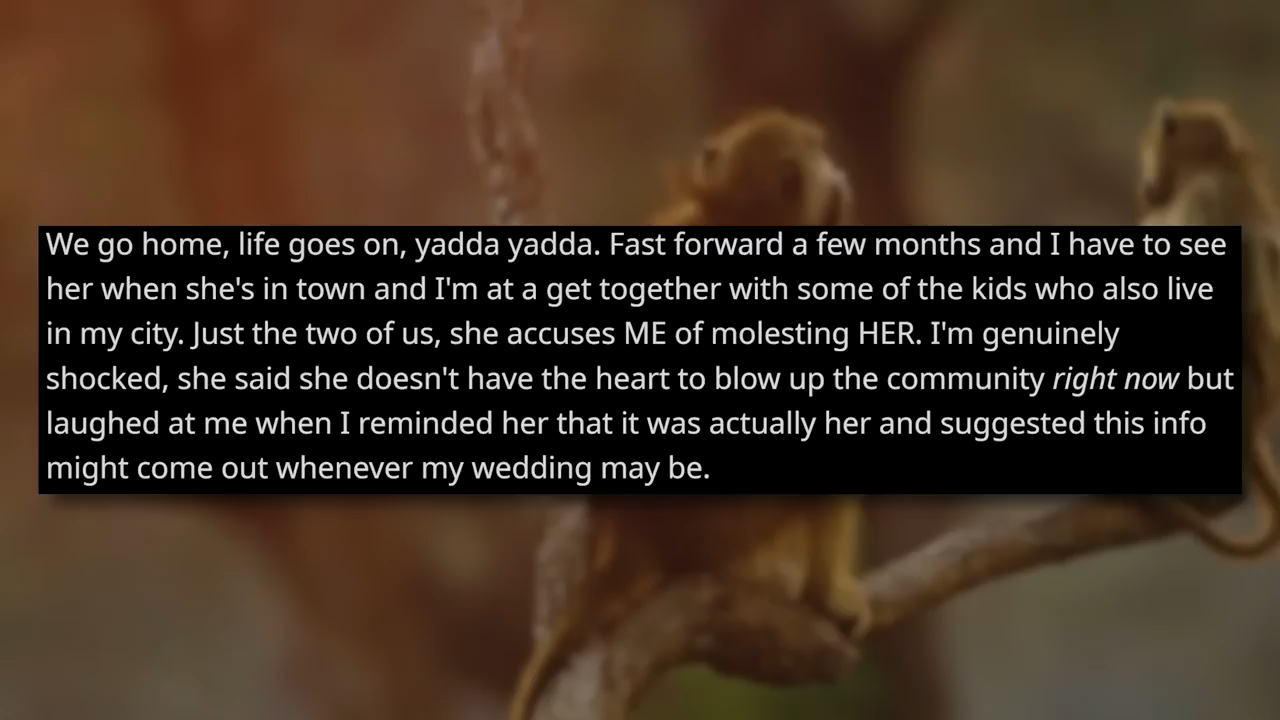 We go home, life goes on, yadda yadda. Fast forward a few months and I have to see
her when she's in town and I'm at a get together with some of the kids who also live
in my city. Just the two of us, she accuses ME of molesting HER. I'm genuinely
shocked, she said she doesn't have the heart to blow up the community right now but
laughed at me when I reminded her that it was actually her and suggested this info
might come out whenever my wedding may be.